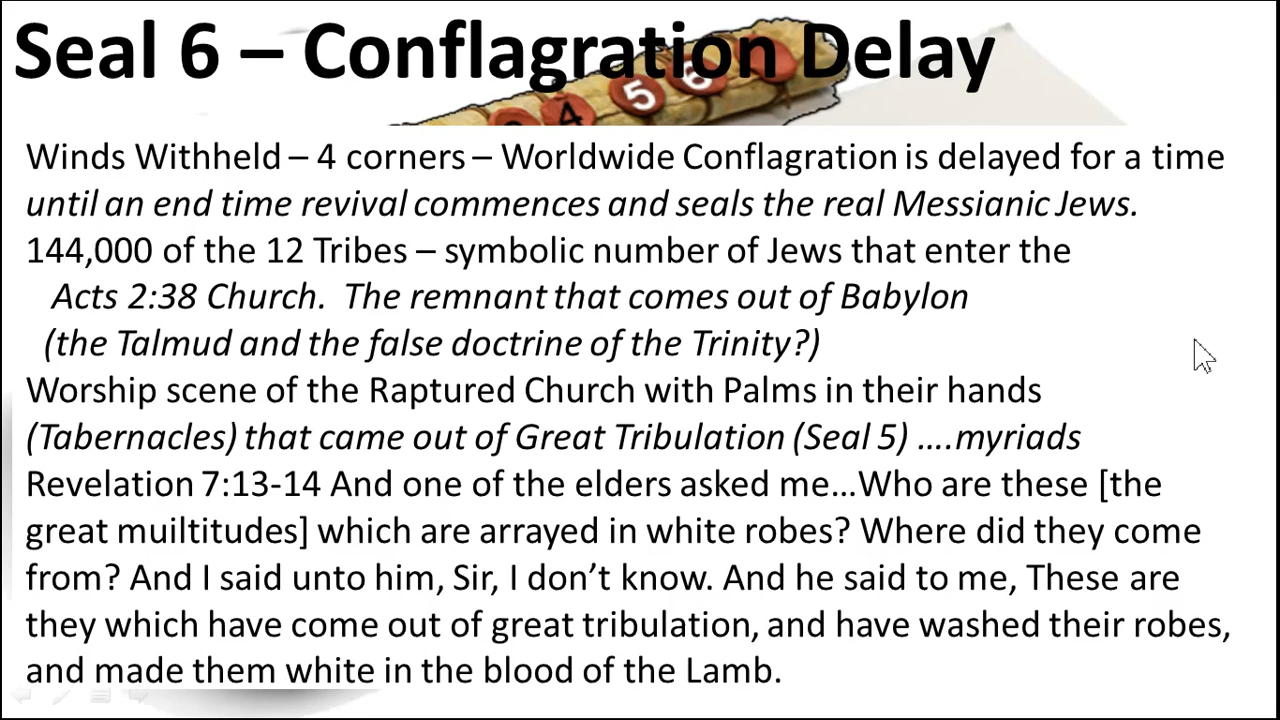 Seal 6 – Conflagration Delay
4 5 6
Winds Withheld – 4 corners – Worldwide Conflagration is delayed for a time
until an end time revival commences and seals the real Messianic Jews.
144,000 of the 12 Tribes – symbolic number of Jews that enter the
Acts 2:38 Church.  The remnant that comes out of Babylon
(the Talmud and the false doctrine of the Trinity?)
Worship scene of the Raptured Church with Palms in their hands
(Tabernacles) that came out of Great Tribulation (Seal 5) ....myriads
Revelation 7:13-14 And one of the elders asked me...Who are these [the
great muiltitudes] which are arrayed in white robes? Where did they come
from? And I said unto him, Sir, I don’t know. And he said to me, These are
they which have come out of great tribulation, and have washed their robes,
and made them white in the blood of the Lamb.